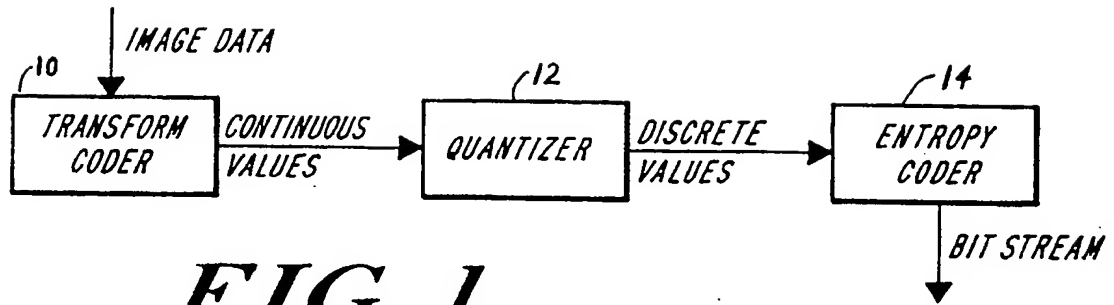 IMAGE DATA
10
12
14
TRANSFORM
CODER
CONTINUOUS
VALUES
QUANTIZER
DISCRETE
VALUES
ENTROPY
CODER
BIT STREAM
FIG. 1